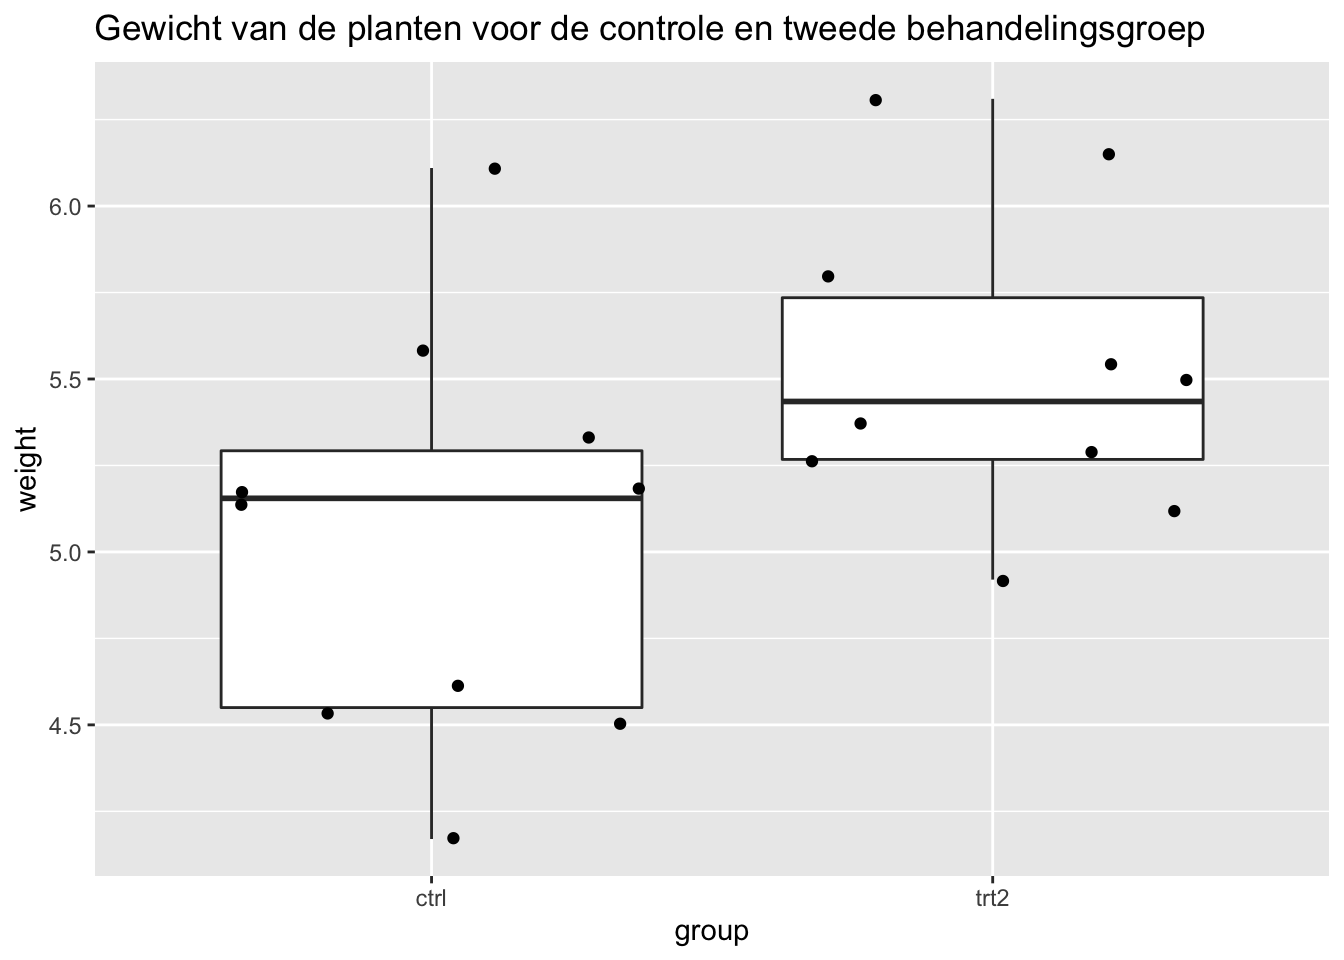 Gewicht van de planten voor de controle en tweede behandelingsgroep
weight
6.0
5.5
5.0
4.5
ctrl trt2
group